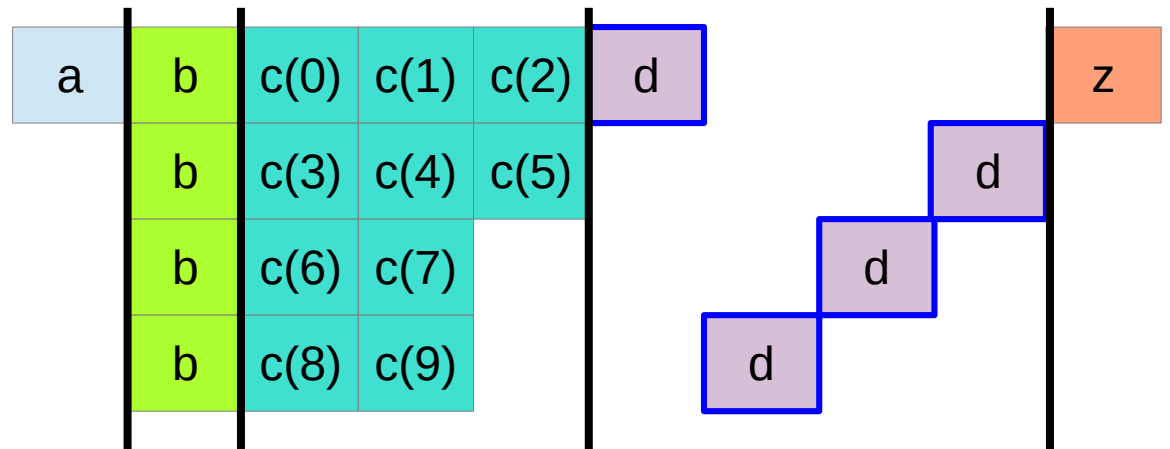 a b c(0) c(1) c(2) d z
b c(3) c(4) c(5) d
b c(6) c(7) d
b c(8) c(9) d